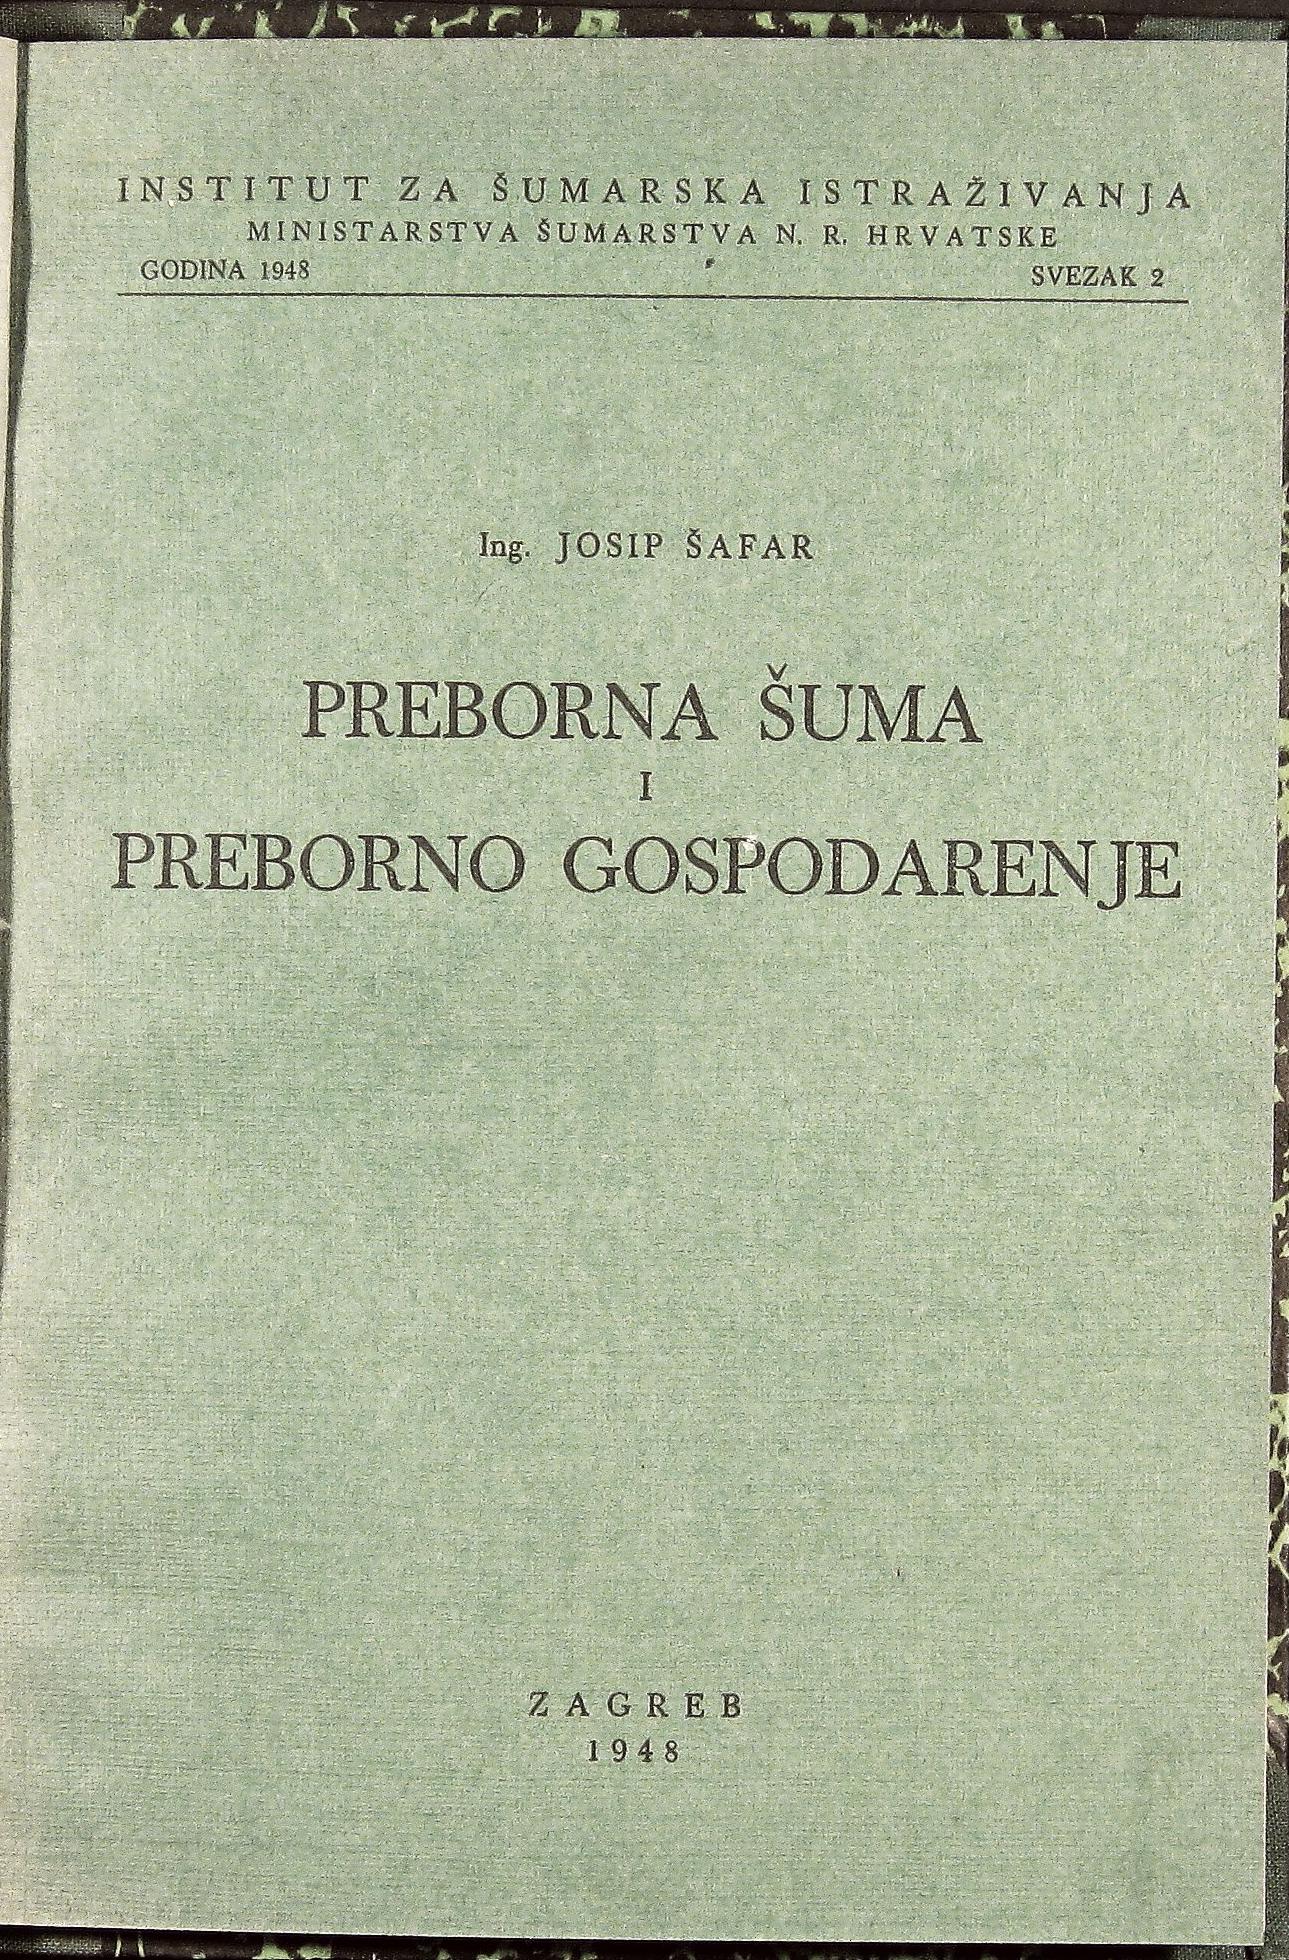 INSTITUT ZA ŠUMARSKA ISTRAŽIVANJA
MINISTARSTVA ŠUMARSTVA N. R. HRVATSKE
GODINA 1948 SVEZAK 2
Ing. JOSIP ŠAFAR
PREBORNA ŠUMA
I
PREBORNO GOSPODARENJE
ZAGREB
1948